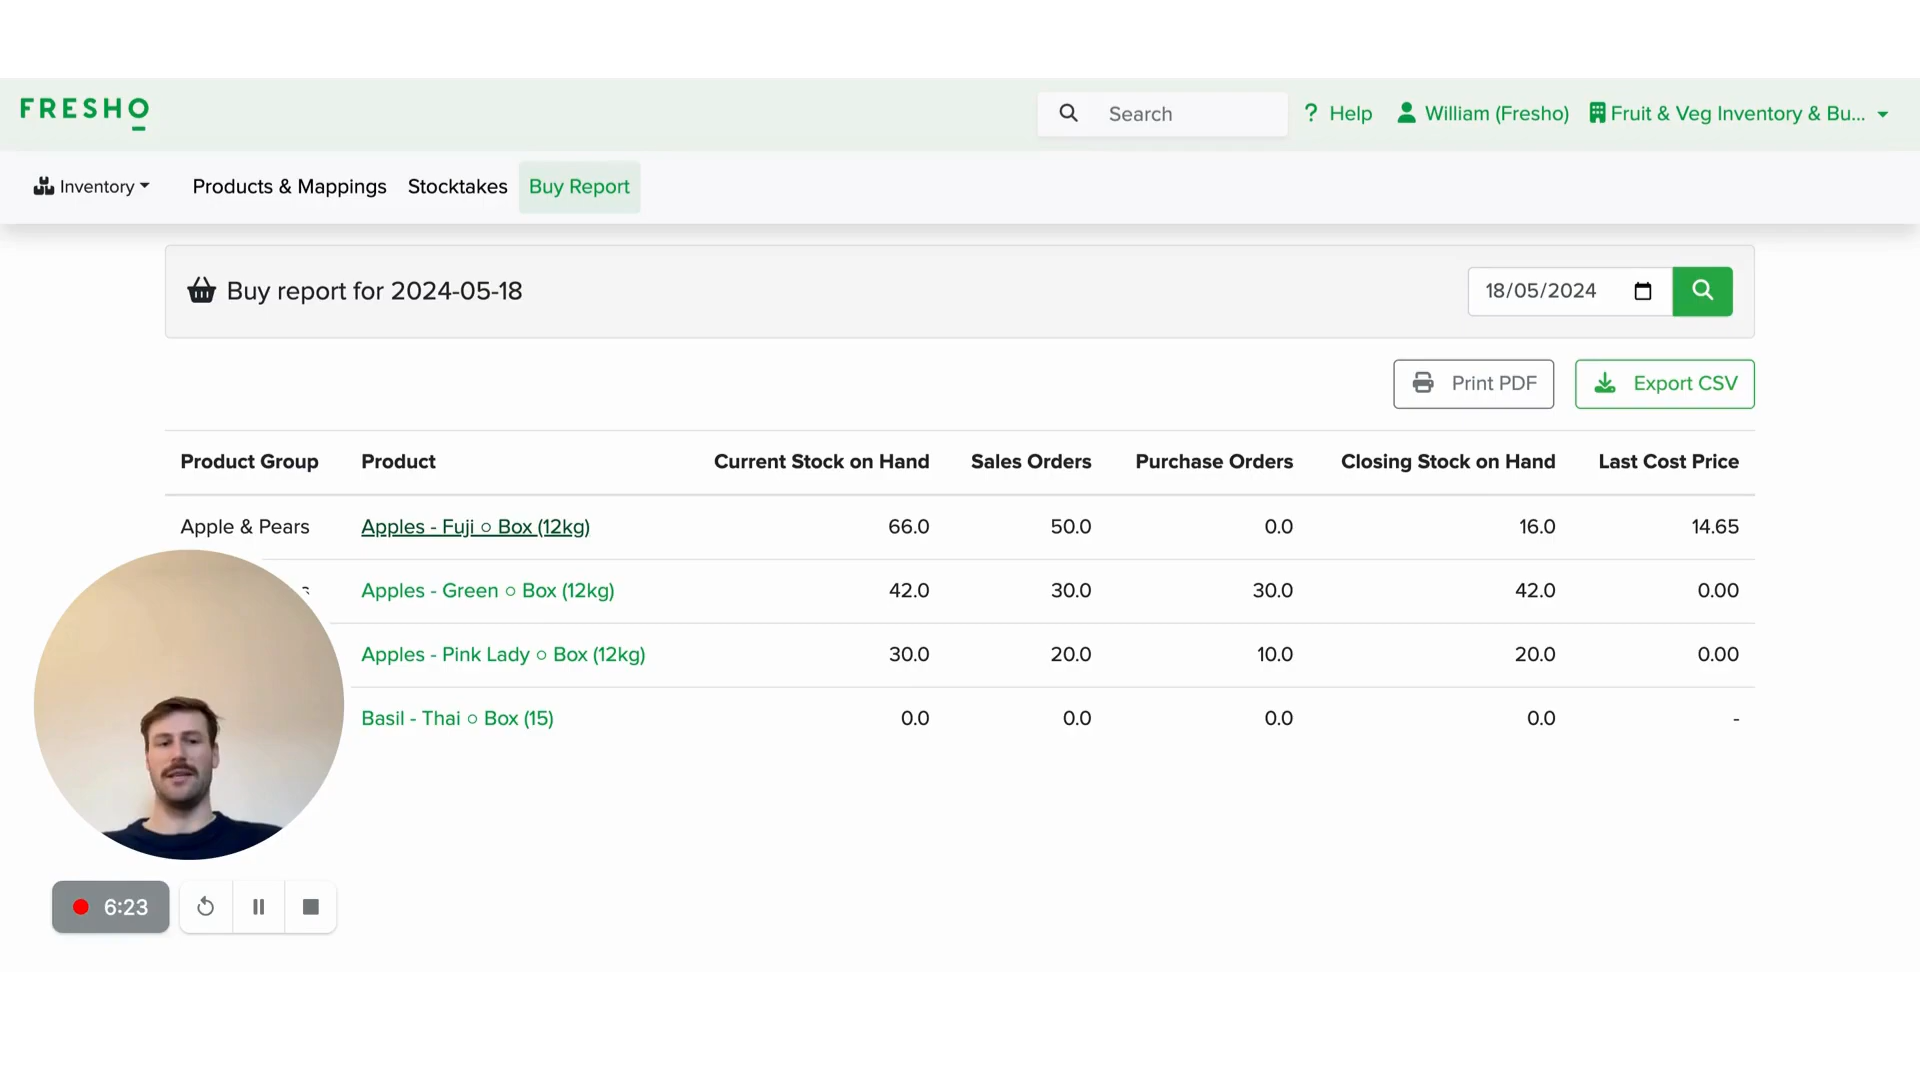 FRESHO
Search
? Help
William (Fresho)
Fruit & Veg Inventory & Bu...
Inventory
Products & Mappings
Stocktakes
Buy Report
Buy report for 2024-05-18
18/05/2024
Print PDF
Export CSV
Product Group Product Current Stock on Hand Sales Orders Purchase Orders Closing Stock on Hand Last Cost Price
Apple & Pears Apples - Fuji ○ Box (12kg) 66.0 50.0 0.0 16.0 14.65
s Apples - Green ○ Box (12kg) 42.0 30.0 30.0 42.0 0.00
Apples - Pink Lady ○ Box (12kg) 30.0 20.0 10.0 20.0 0.00
Basil - Thai ○ Box (15) 0.0 0.0 0.0 0.0 -
6:23